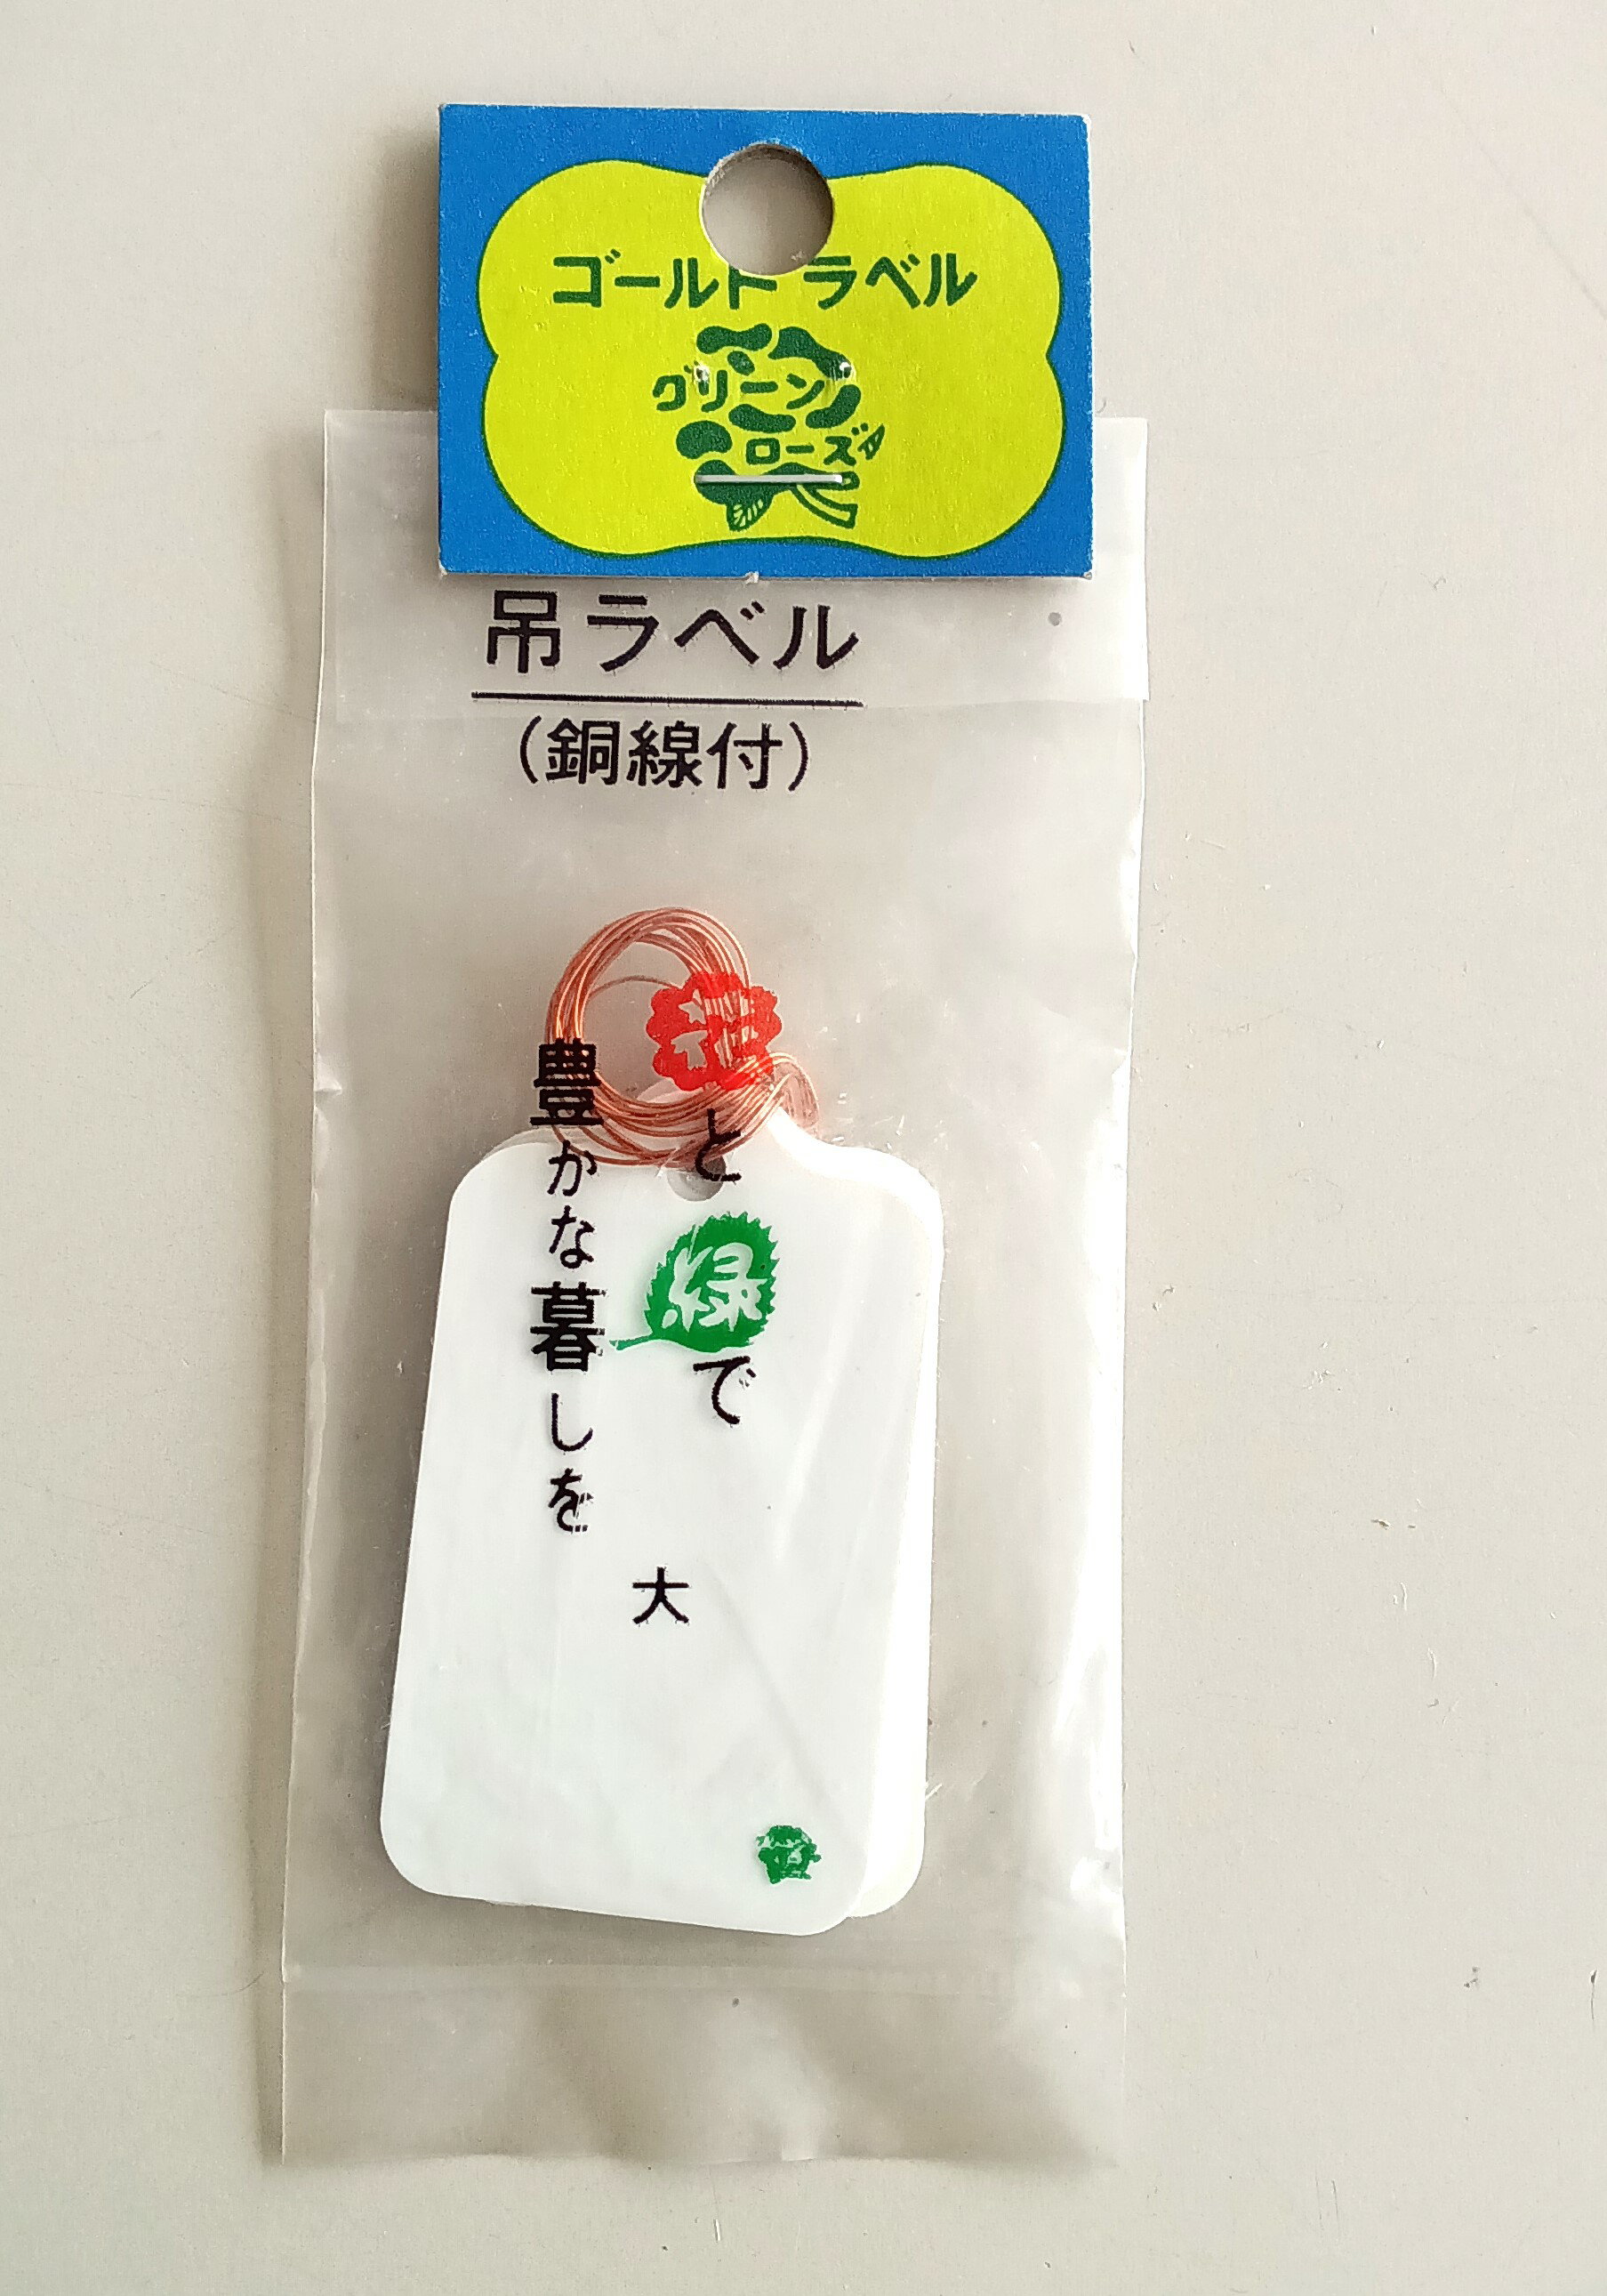 ゴールド ラベル
グリーン
ローズ
吊ラベル
(銅線付)
花と緑で
豊かな暮しを
大